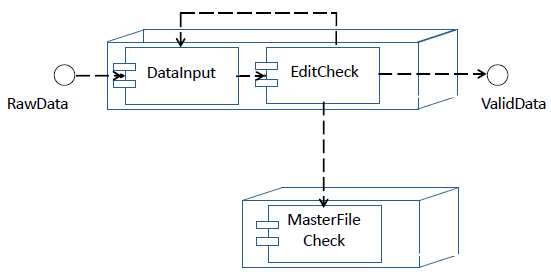 DataInput
EditCheck
RawData
ValidData
MasterFile
Check